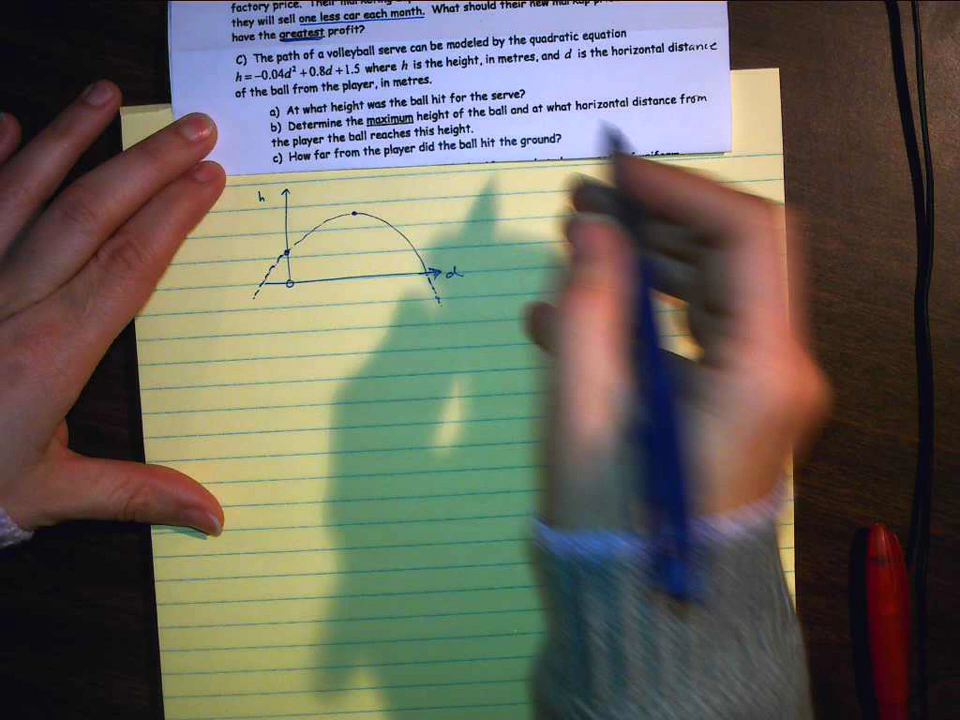 factory price. Their
they will sell one less car each month. What should their new
have the greatest profit?
C) The path of a volleyball serve can be modeled by the quadratic equation
h = -0.04d² + 0.8d + 1.5 where h is the height, in metres, and d is the horizontal distance
of the ball from the player, in metres.
a) At what height was the ball hit for the serve?
b) Determine the maximum height of the ball and at what horizontal distance from
the player the ball reaches this height.
c) How far from the player did the ball hit the ground?
h
d